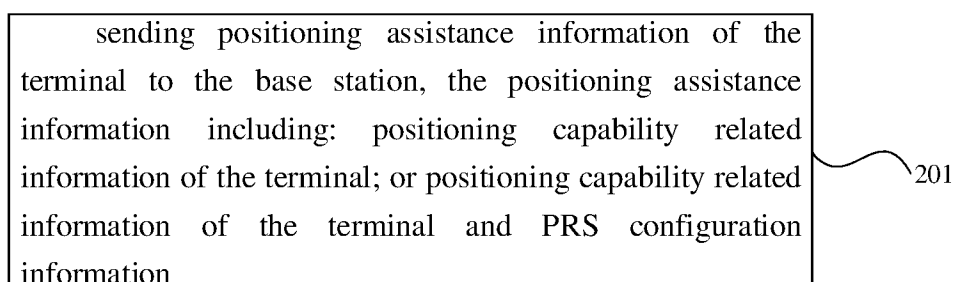 sending positioning assistance information of the
terminal to the base station, the positioning assistance
information including: positioning capability related
information of the terminal; or positioning capability related
information of the terminal and PRS configuration
information
201